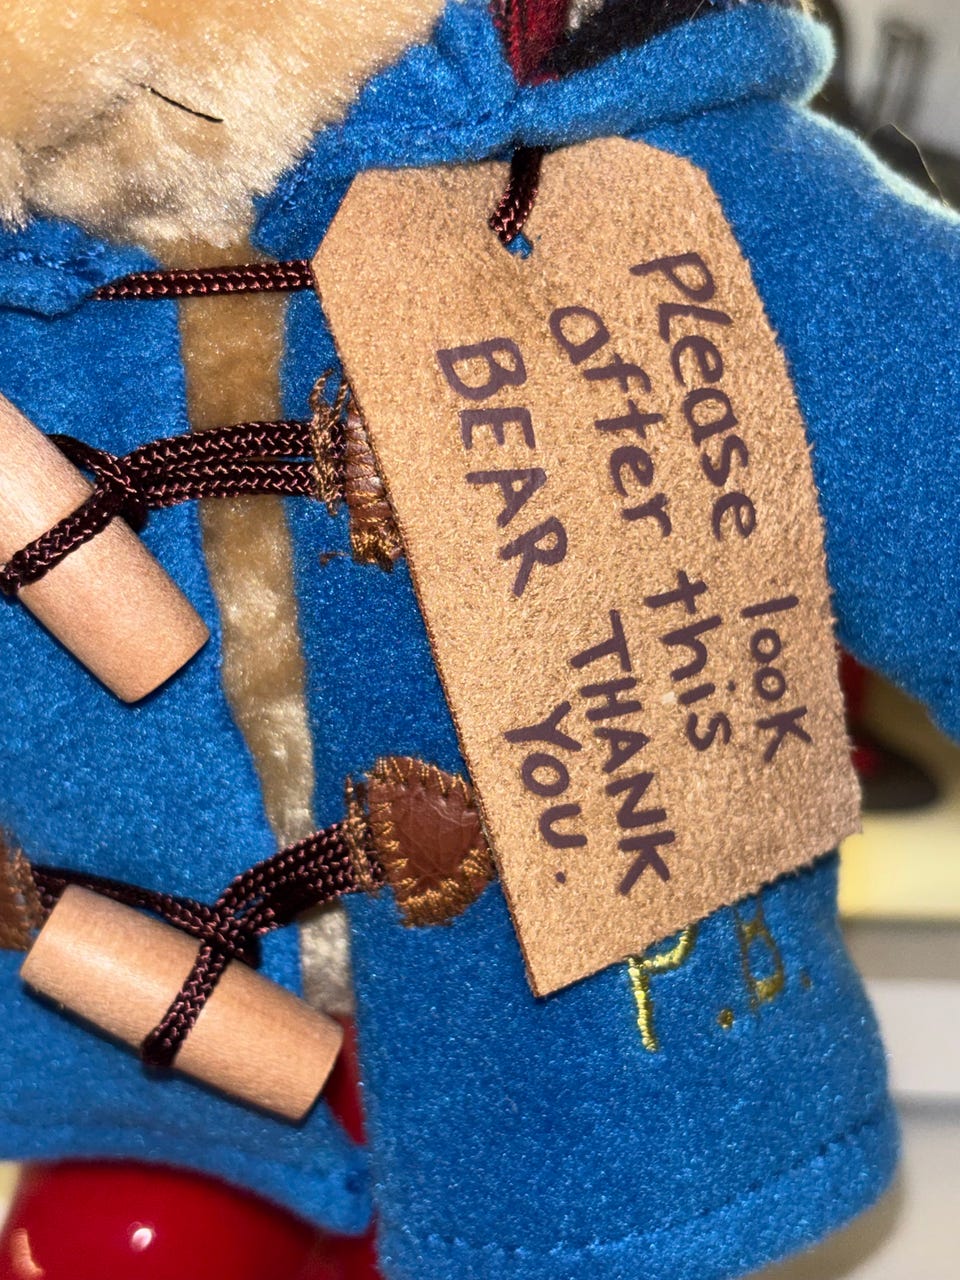 Please look
after this
BEAR THANK
YOU.
P.B.